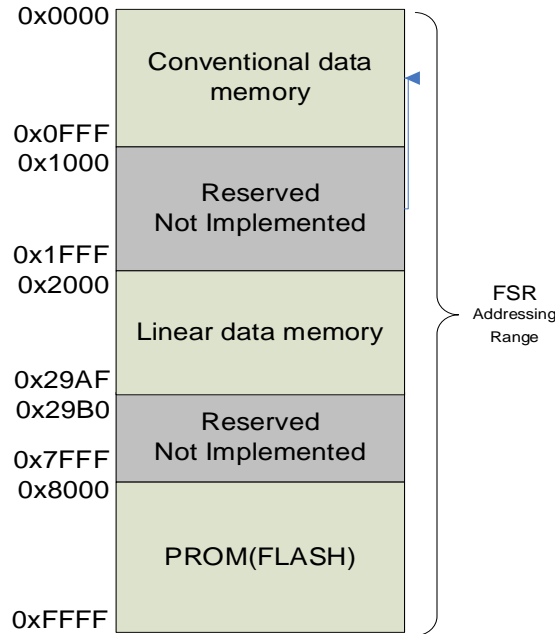 0x0000
Conventional data
memory
0x0FFF
0x1000
Reserved
Not Implemented
0x1FFF
0x2000
Linear data memory
0x29AF
0x29B0
Reserved
Not Implemented
0x7FFF
0x8000
PROM(FLASH)
0xFFFF
FSR
Addressing
Range